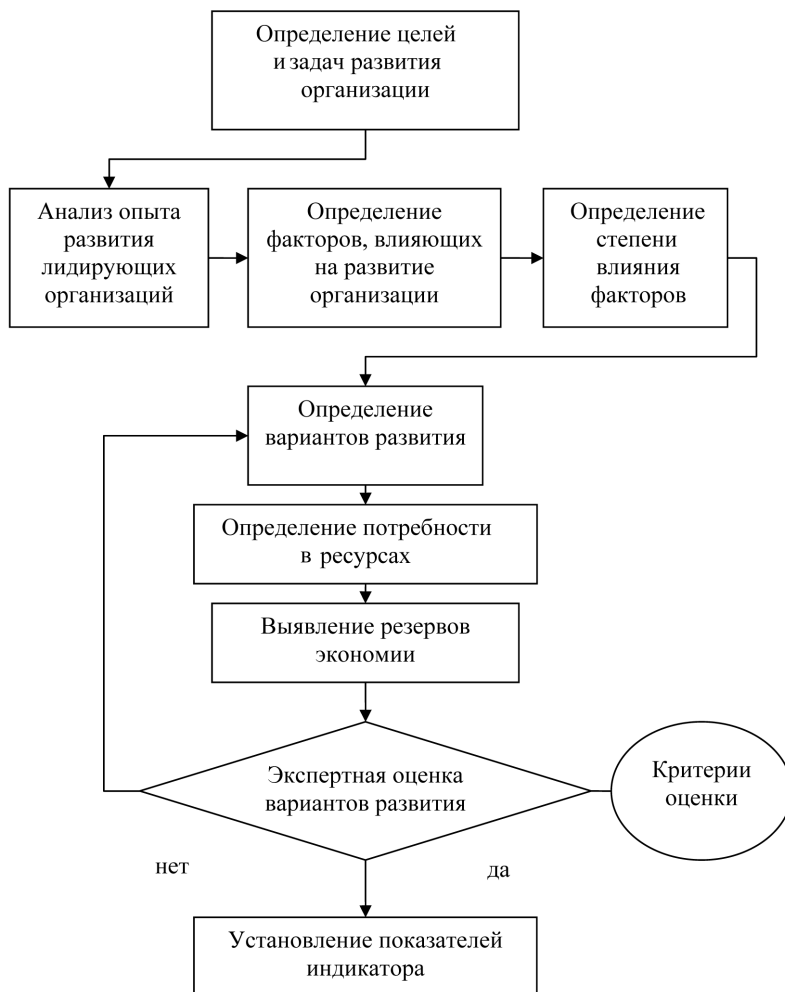 Определение целей
и задач развития
организации
Анализ опыта
развития
лидирующих
организаций
Определение
факторов, влияющих
на развитие
организации
Определение
степени
влияния
факторов
Определение
вариантов развития
Определение потребности
в ресурсах
Выявление резервов
экономии
Экспертная оценка
вариантов развития
Критерии
оценки
нет
да
Установление показателей
индикатора